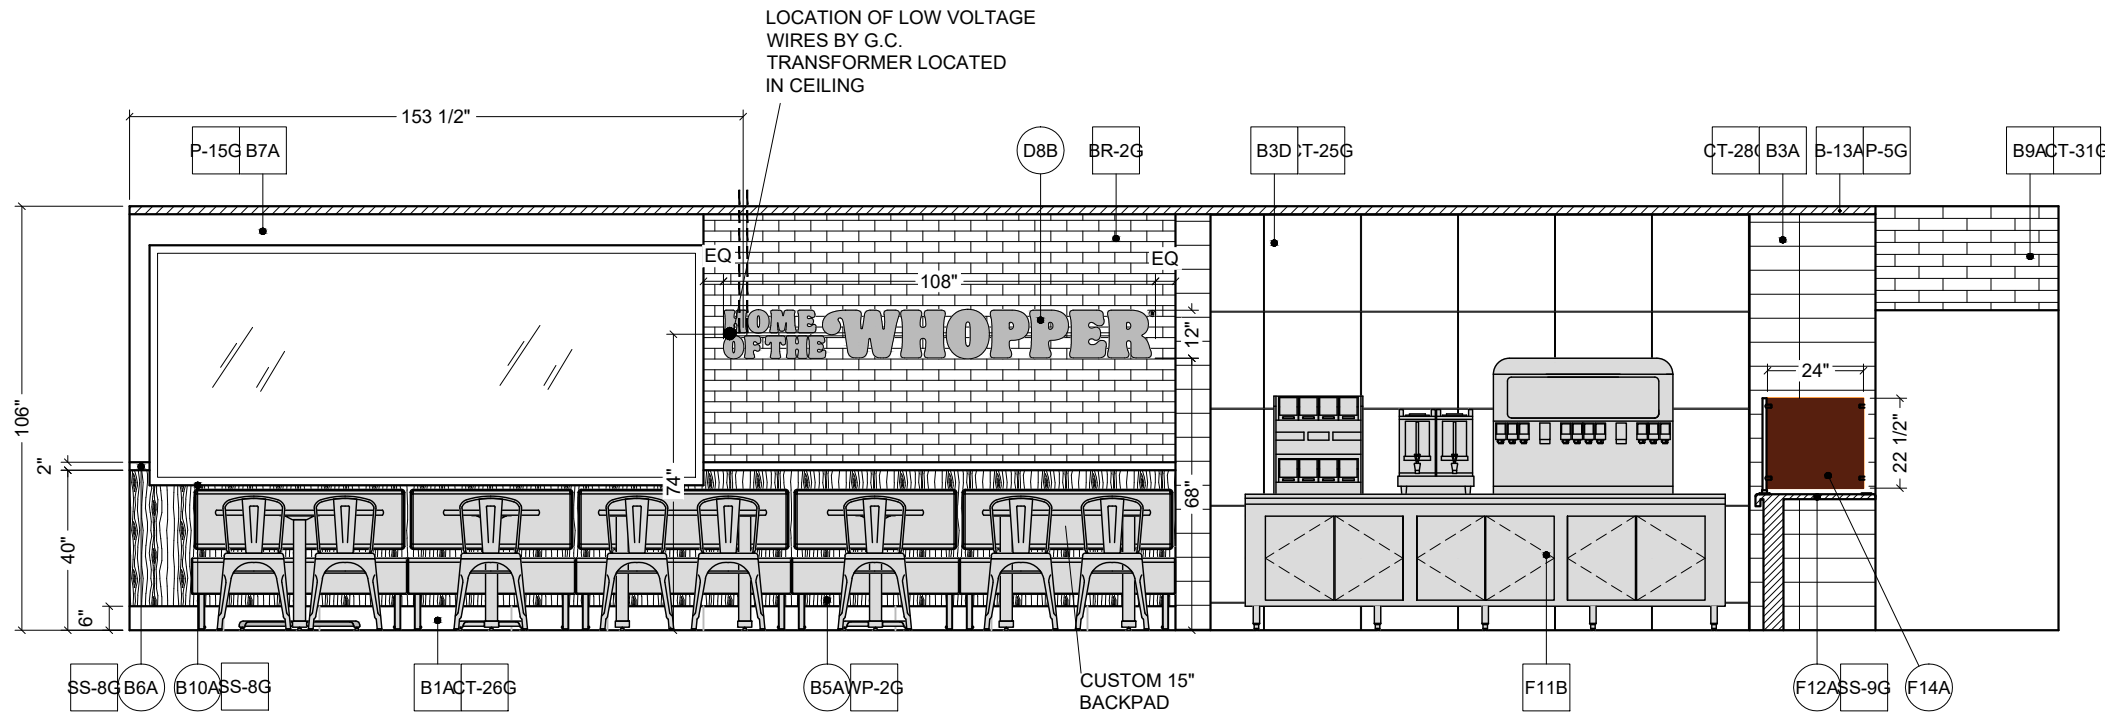 LOCATION OF LOW VOLTAGE
WIRES BY G.C.
TRANSFORMER LOCATED
IN CEILING
153 1/2"
P-15G B7A
D8B
BR-2G
B3D CT-25G
CT-28G B3A
B-13A P-5G
B9A CT-31G
EQ
EQ
108"
HOME
OF THE
WHOPPER
12"
24"
106"
2"
74"
22 1/2"
68"
40"
6"
SS-8G B6A
B10A SS-8G
B1A CT-26G
B5A WP-2G
CUSTOM 15"
BACKPAD
F11B
F12A SS-9G
F14A